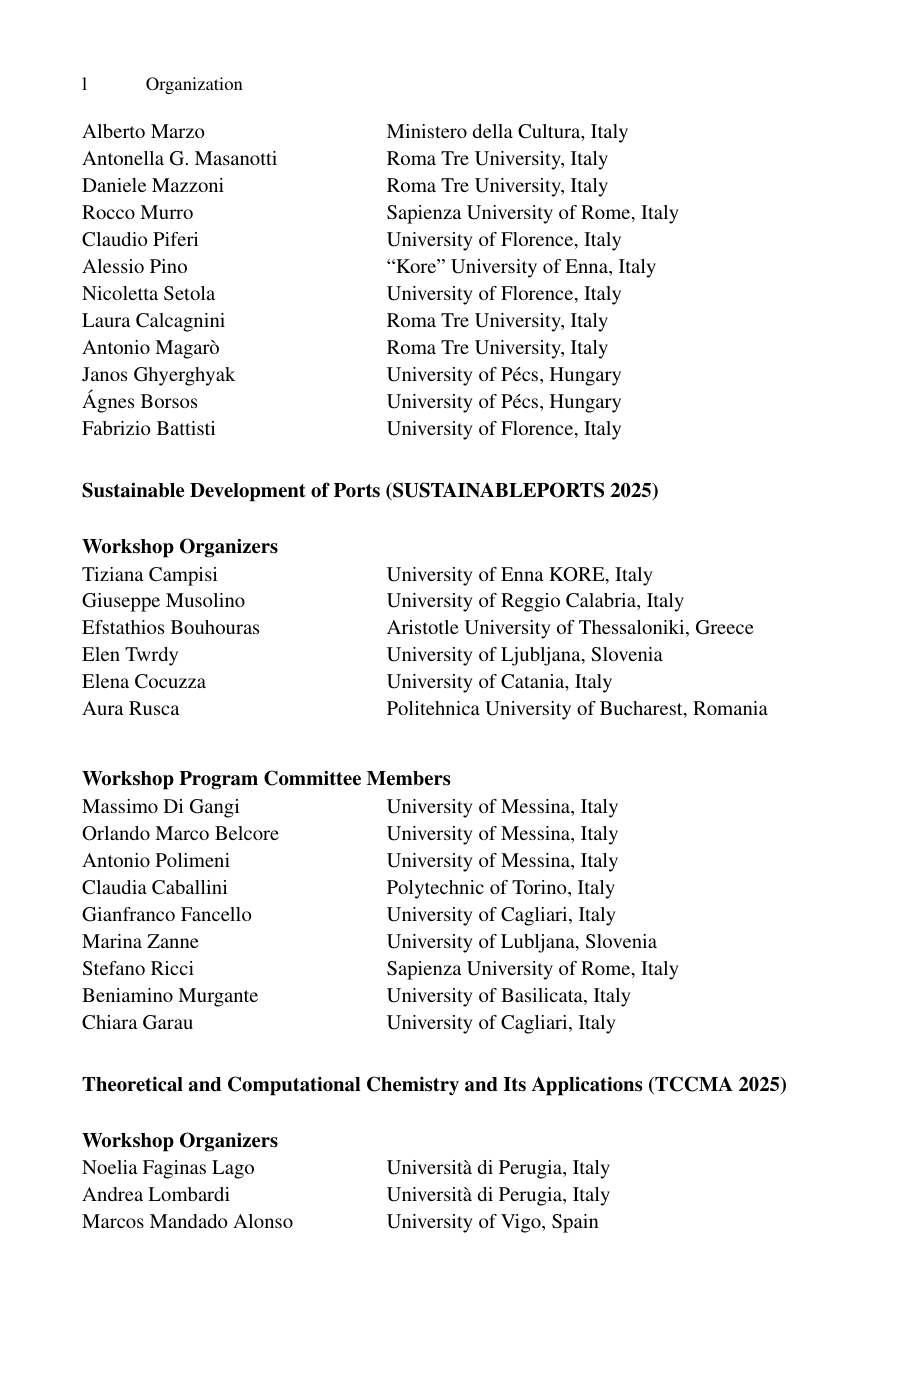 l Organization
Alberto Marzo Ministero della Cultura, Italy
Antonella G. Masanotti Roma Tre University, Italy
Daniele Mazzoni Roma Tre University, Italy
Rocco Murro Sapienza University of Rome, Italy
Claudio Piferi University of Florence, Italy
Alessio Pino “Kore” University of Enna, Italy
Nicoletta Setola University of Florence, Italy
Laura Calcagnini Roma Tre University, Italy
Antonio Magarò Roma Tre University, Italy
Janos Ghyerghyak University of Pécs, Hungary
Ágnes Borsos University of Pécs, Hungary
Fabrizio Battisti University of Florence, Italy
Sustainable Development of Ports (SUSTAINABLEPORTS 2025)
Workshop Organizers
Tiziana Campisi University of Enna KORE, Italy
Giuseppe Musolino University of Reggio Calabria, Italy
Efstathios Bouhouras Aristotle University of Thessaloniki, Greece
Elen Twrdy University of Ljubljana, Slovenia
Elena Cocuzza University of Catania, Italy
Aura Rusca Politehnica University of Bucharest, Romania
Workshop Program Committee Members
Massimo Di Gangi University of Messina, Italy
Orlando Marco Belcore University of Messina, Italy
Antonio Polimeni University of Messina, Italy
Claudia Caballini Polytechnic of Torino, Italy
Gianfranco Fancello University of Cagliari, Italy
Marina Zanne University of Lubljana, Slovenia
Stefano Ricci Sapienza University of Rome, Italy
Beniamino Murgante University of Basilicata, Italy
Chiara Garau University of Cagliari, Italy
Theoretical and Computational Chemistry and Its Applications (TCCMA 2025)
Workshop Organizers
Noelia Faginas Lago Università di Perugia, Italy
Andrea Lombardi Università di Perugia, Italy
Marcos Mandado Alonso University of Vigo, Spain